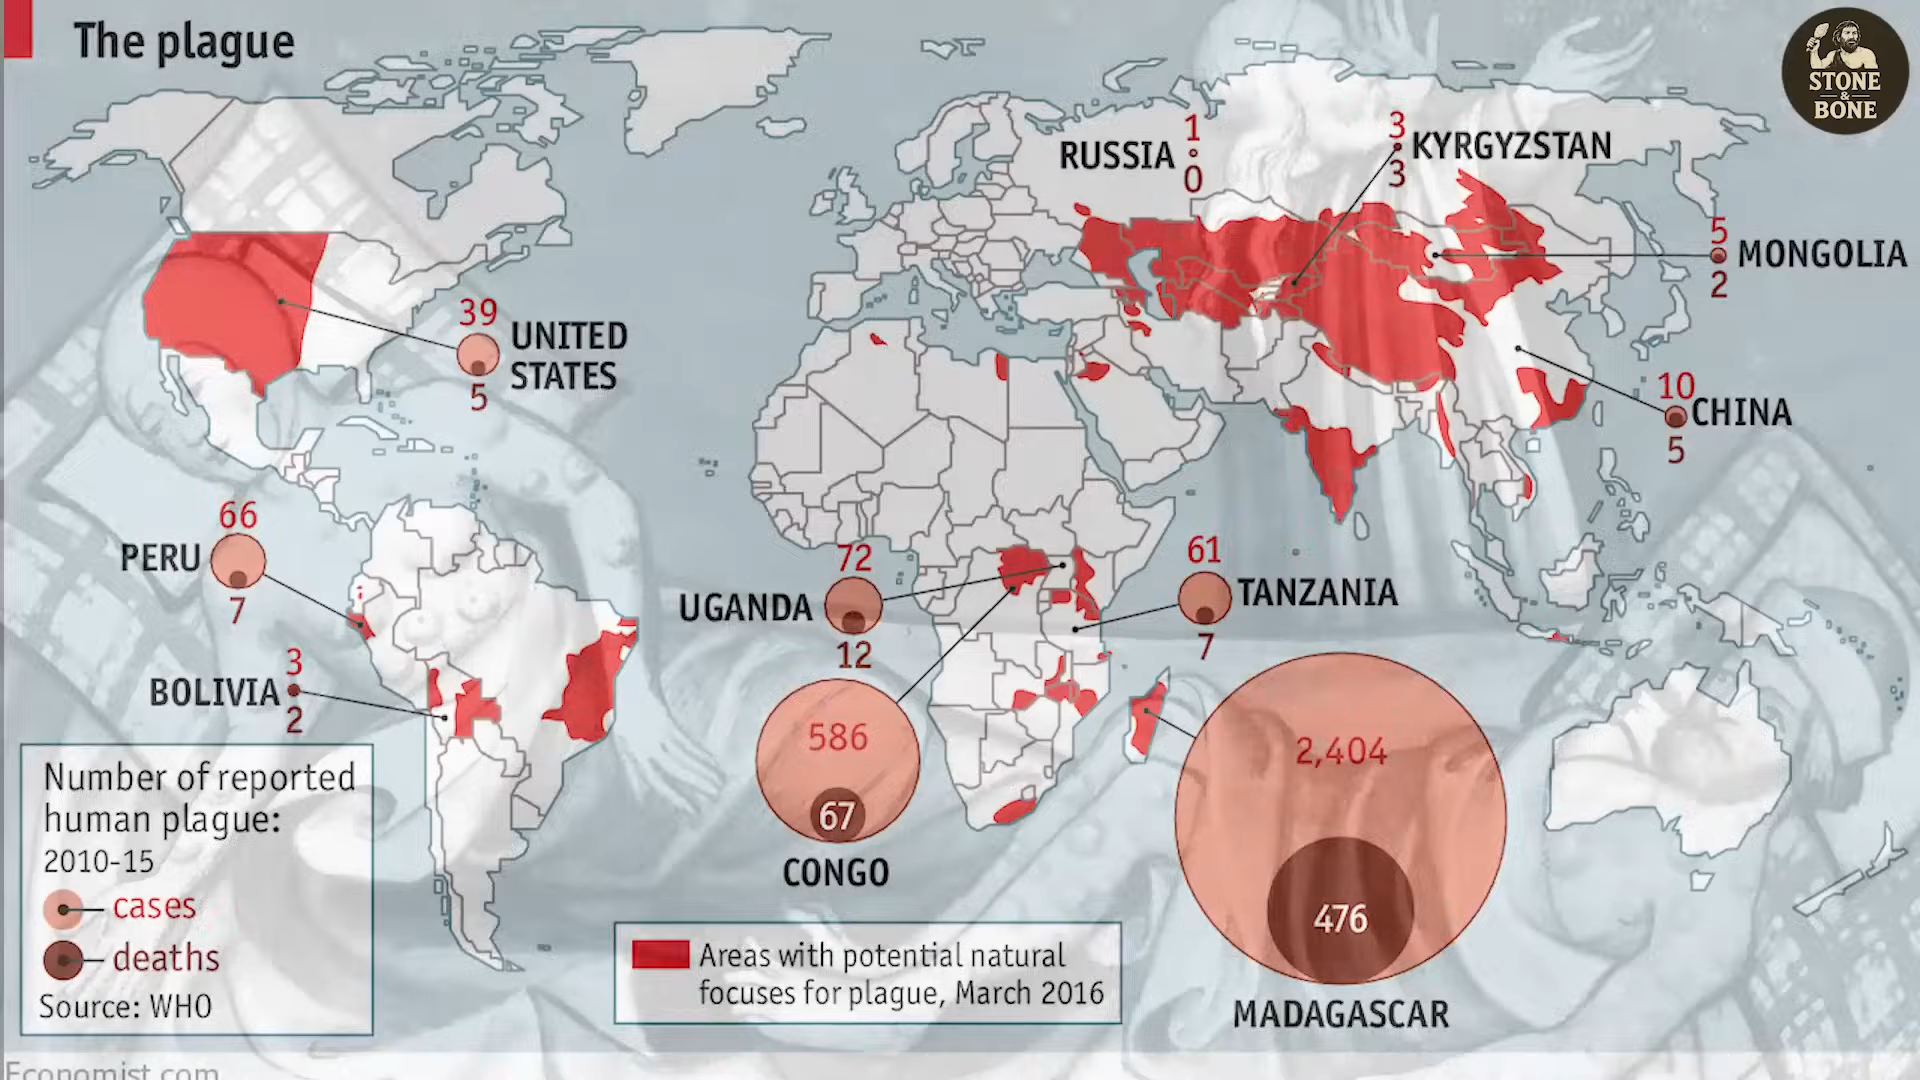 The plague
STONE
&
BONE
RUSSIA
1
0
3
KYRGYZSTAN
3
5
MONGOLIA
2
39
UNITED
STATES
5
10
CHINA
5
66
PERU
7
72
UGANDA
12
61
TANZANIA
7
3
BOLIVIA
2
586
67
CONGO
2,404
476
MADAGASCAR
Number of reported
human plague:
2010-15
cases
deaths
Source: WHO
Areas with potential natural
focuses for plague, March 2016
Economist.com